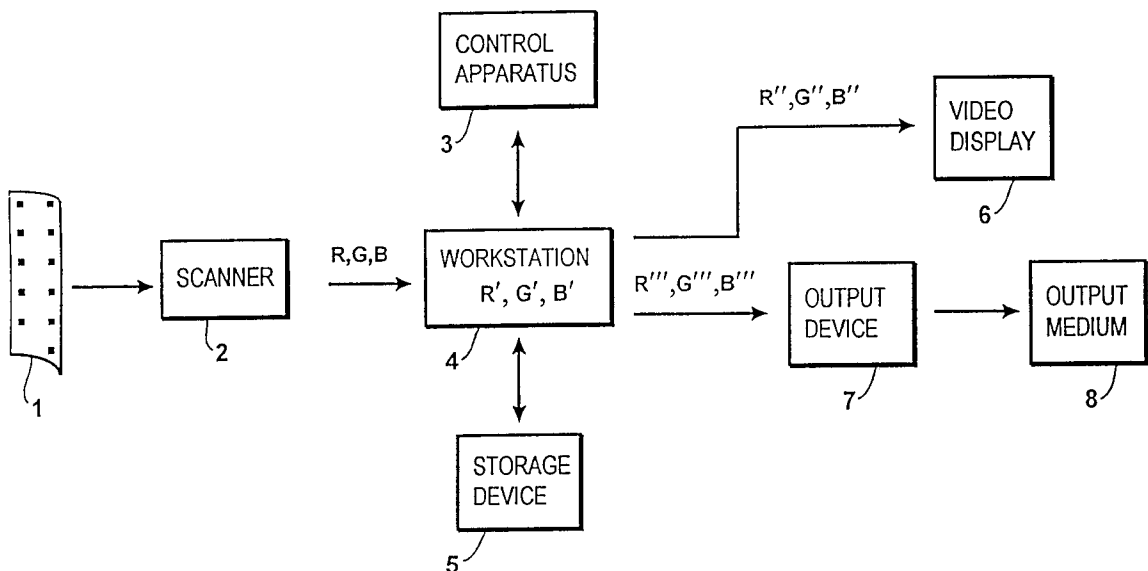 CONTROL
APPARATUS
3
R'',G'',B''
VIDEO
DISPLAY
6
1
SCANNER
2
R,G,B
WORKSTATION
R', G', B'
4
R''',G''',B'''
OUTPUT
DEVICE
7
OUTPUT
MEDIUM
8
STORAGE
DEVICE
5